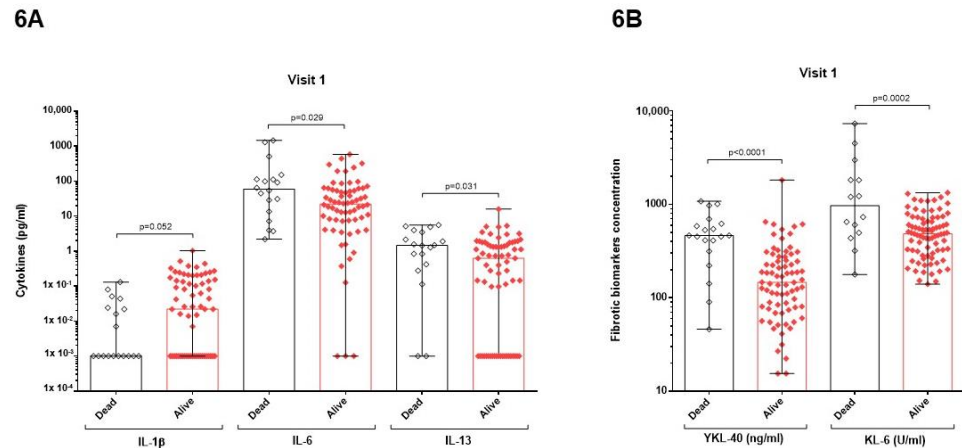 6A
6B
Visit 1
Cytokines (pg/ml)
10,000
1000
100
10
1
1x 10-1
1x 10-2
1x 10-3
1x 10-4
p=0.052
p=0.029
p=0.031
Dead
Alive
Dead
Alive
Dead
Alive
IL-1β
IL-6
IL-13
Visit 1
Fibrotic biomarkers concentration
10,000
1000
100
10
p<0.0001
p=0.0002
Dead
Alive
Dead
Alive
YKL-40 (ng/ml)
KL-6 (U/ml)